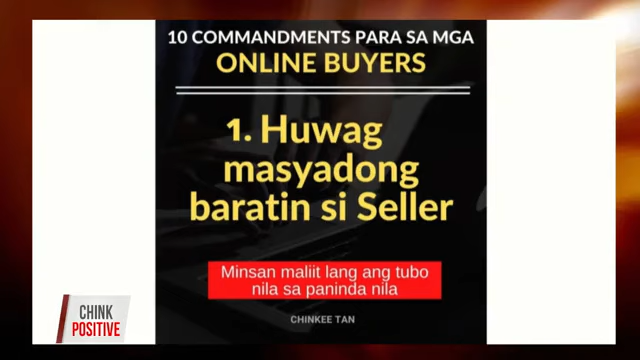 10 COMMANDMENTS PARA SA MGA
ONLINE BUYERS
1. Huwag
masyadong
baratin si Seller
Minsan maliit lang ang tubo
nila sa paninda nila
CHINKEE TAN
CHINK
POSITIVE